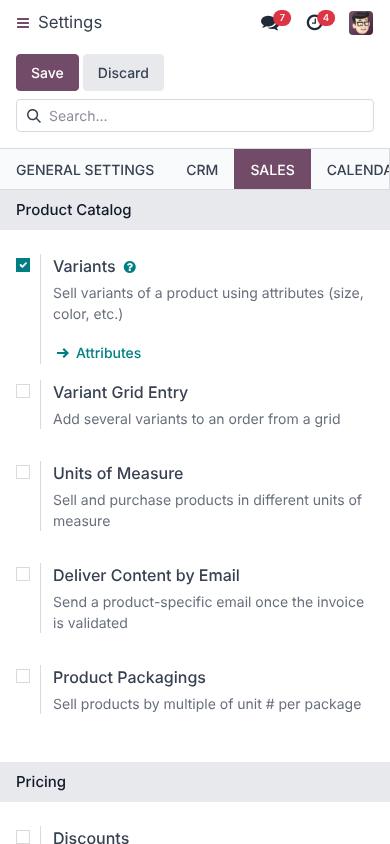 Settings
7
4
Save
Discard
Search...
GENERAL SETTINGS
CRM
SALES
CALENDA
Product Catalog
Variants ?
Sell variants of a product using attributes (size,
color, etc.)
→ Attributes
Variant Grid Entry
Add several variants to an order from a grid
Units of Measure
Sell and purchase products in different units of
measure
Deliver Content by Email
Send a product-specific email once the invoice
is validated
Product Packagings
Sell products by multiple of unit # per package
Pricing
Discounts